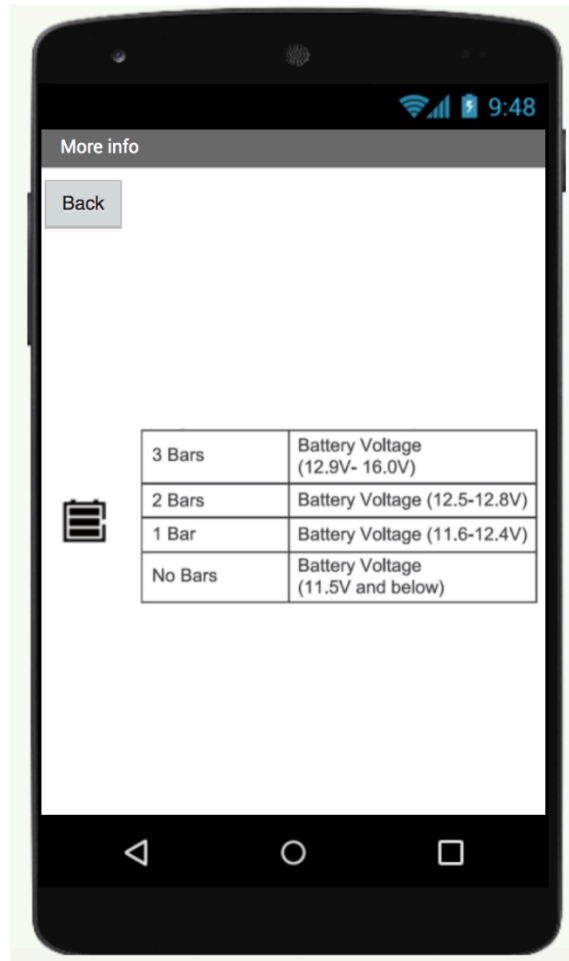 9:48
More info
Back
3 Bars
Battery Voltage
(12.9V- 16.0V)
2 Bars
Battery Voltage (12.5-12.8V)
1 Bar
Battery Voltage (11.6-12.4V)
No Bars
Battery Voltage
(11.5V and below)